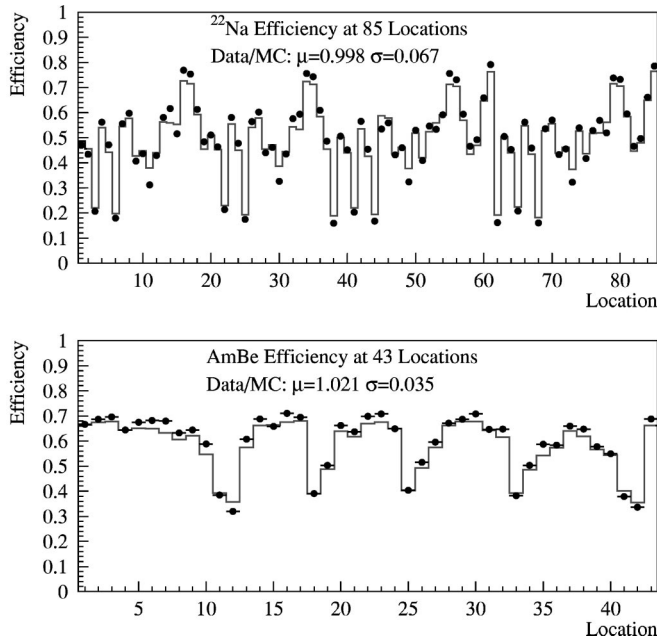 ²²Na Efficiency at 85 Locations
Data/MC: μ=0.998 σ=0.067
Efficiency
1
0.9
0.8
0.7
0.6
0.5
0.4
0.3
0.2
0.1
0
10 20 30 40 50 60 70 80
Location
AmBe Efficiency at 43 Locations
Data/MC: μ=1.021 σ=0.035
Efficiency
1
0.9
0.8
0.7
0.6
0.5
0.4
0.3
0.2
0.1
0
5 10 15 20 25 30 35 40
Location